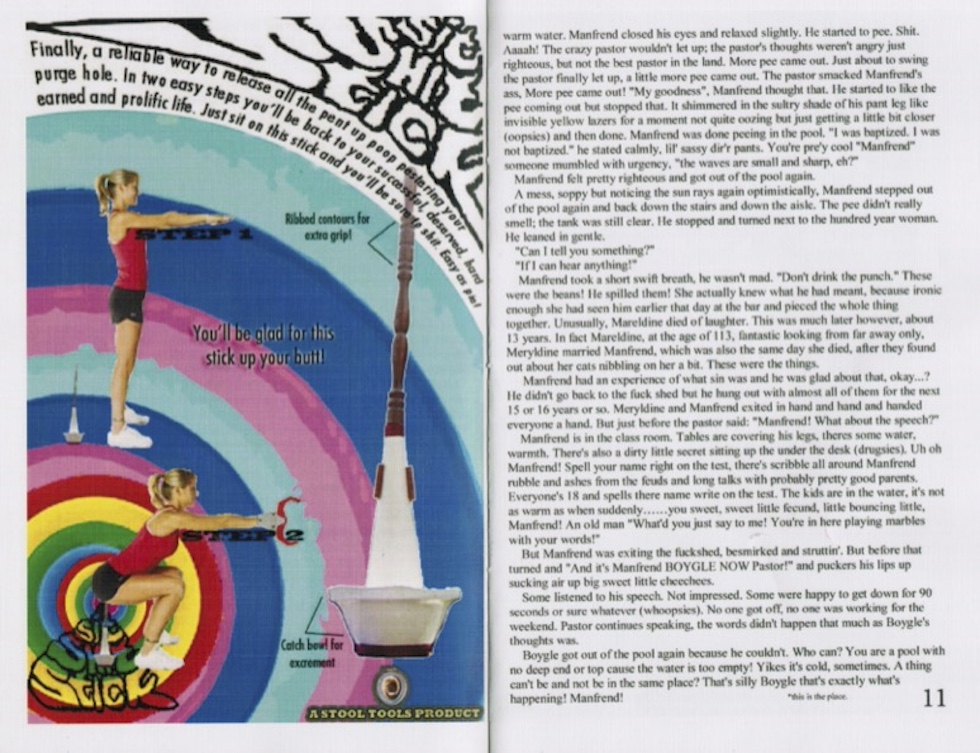 Finally, a reliable way to release all the pent up poop pestering your
purge hole. In two easy steps you'll be back to your successful, deserved, hard
earned and prolific life. Just sit on this stick and you'll be sure to shit. Easy as pie!
STEP 1
Ribbed contours for
extra grip!
You'll be glad for this
stick up your butt!
STEP 2
Catch bowl for
excrement
STICK
A STOOL TOOLS PRODUCT
warm water. Manfrend closed his eyes and relaxed slightly. He started to pee. Shit.
Aaaah! The crazy pastor wouldn't let up; the pastor's thoughts weren't angry just
righteous, but not the best pastor in the land. More pee came out. Just about to swing
the pastor finally let up, a little more pee came out. The pastor smacked Manfrend's
ass, More pee came out! "My goodness", Manfrend thought that. He started to like the
pee coming out but stopped that. It shimmered in the sultry shade of his pant leg like
invisible yellow lazers for a moment not quite oozing but just getting a little bit closer
(oopsies) and then done. Manfrend was done peeing in the pool. "I was baptized. I was
not baptized." he stated calmly, lil' sassy dir'r pants. You're pre'y cool "Manfrend"
someone mumbled with urgency, "the waves are small and sharp, eh?"
Manfrend felt pretty righteous and got out of the pool again.
A mess, soppy but noticing the sun rays again optimistically, Manfrend stepped out
of the pool again and back down the stairs and down the aisle. The pee didn't really
smell; the tank was still clear. He stopped and turned next to the hundred year woman.
He leaned in gentle.
"Can I tell you something?"
"If I can hear anything!"
Manfrend took a short swift breath, he wasn't mad. "Don't drink the punch." These
were the beans! He spilled them! She actually knew what he had meant, because ironic
enough she had seen him earlier that day at the bar and pieced the whole thing
together. Unusually, Mareldine died of laughter. This was much later however, about
13 years. In fact Mareldine, at the age of 113, fantastic looking from far away only,
Meryldine married Manfrend, which was also the same day she died, after they found
out about her cats nibbling on her a bit. These were the things.
Manfrend had an experience of what sin was and he was glad about that, okay...?
He didn't go back to the fuck shed but he hung out with almost all of them for the next
15 or 16 years or so. Meryldine and Manfrend exited in hand and hand and handed
everyone a hand. But just before the pastor said: "Manfrend! What about the speech?"
Manfrend is in the class room. Tables are covering his legs, theres some water,
warmth. There's also a dirty little secret sitting up the under the desk (drugsies). Uh oh
Manfrend! Spell your name right on the test, there's scribble all around Manfrend
rubble and ashes from the feuds and long talks with probably pretty good parents.
Everyone's 18 and spells there name write on the test. The kids are in the water, it's not
as warm as when suddenly......you sweet, sweet little fecund, little bouncing little,
Manfrend! An old man "What'd you just say to me! You're in here playing marbles
with your words!"
But Manfrend was exiting the fuckshed, besmirked and struttin'. But before that
turned and "And it's Manfrend BOYGLE NOW Pastor!" and puckers his lips up
sucking air up big sweet little cheechees.
Some listened to his speech. Not impressed. Some were happy to get down for 90
seconds or sure whatever (whoopsies). No one got off, no one was working for the
weekend. Pastor continues speaking, the words didn't happen that much as Boygle's
thoughts was.
Boygle got out of the pool again because he couldn't. Who can? You are a pool with
no deep end or top cause the water is too empty! Yikes it's cold, sometimes. A thing
can't be and not be in the same place? That's silly Boygle that's exactly what's
happening! Manfrend!
*this is the place.
11